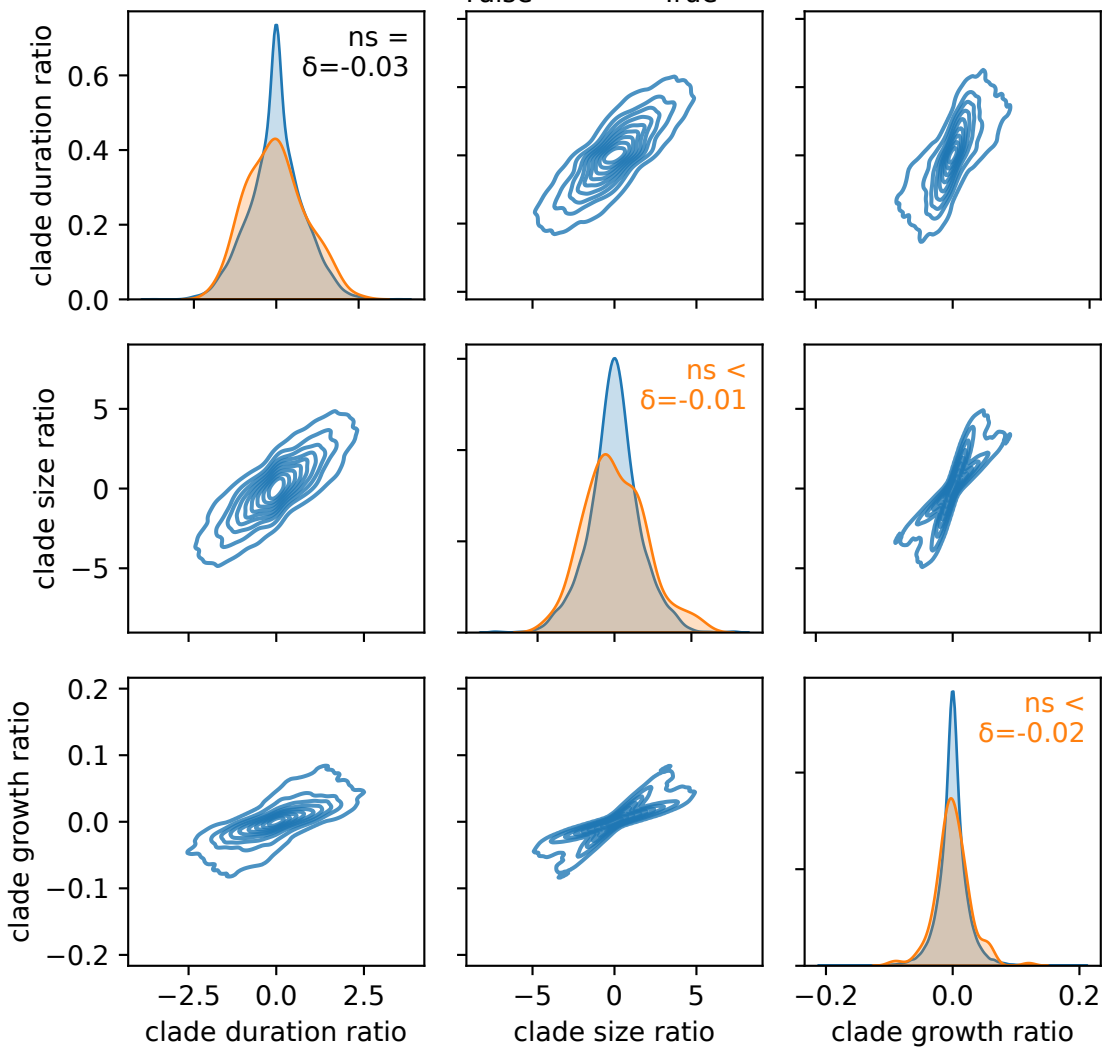 clade duration ratio
0.6
0.4
0.2
0.0
ns =
δ=-0.03
clade size ratio
5
0
−5
ns <
δ=-0.01
clade growth ratio
0.2
0.1
0.0
−0.1
−0.2
ns <
δ=-0.02
−2.5 0.0 2.5
−5 0 5
−0.2 0.0 0.2
clade duration ratio
clade size ratio
clade growth ratio